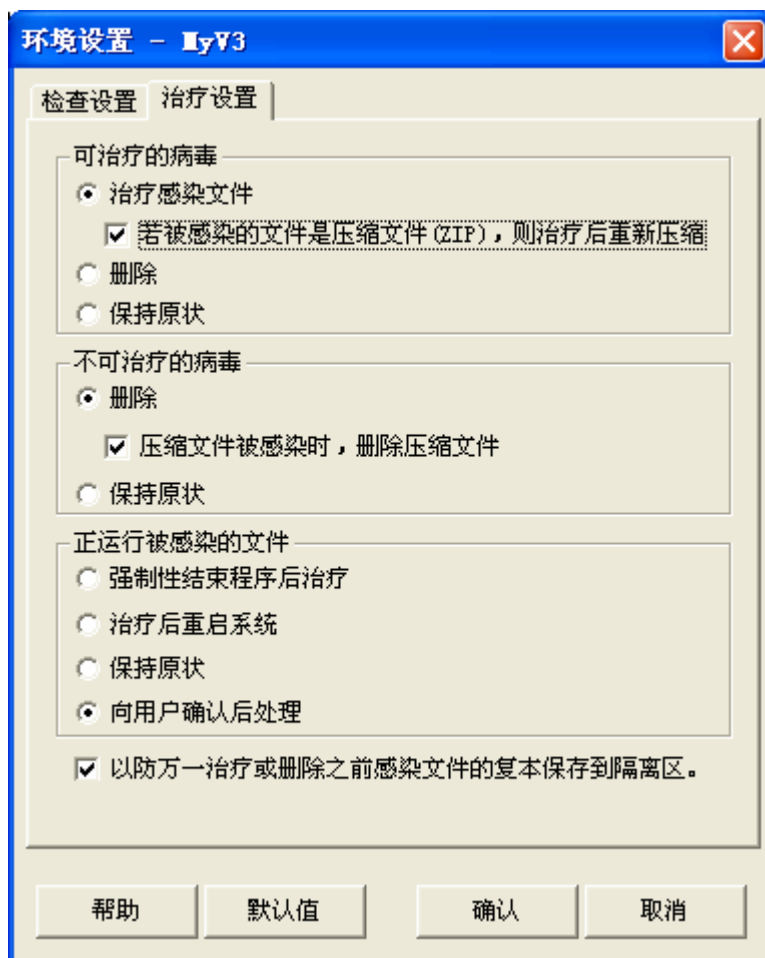 环境设置 - MyV3
检查设置 治疗设置
可治疗的病毒
治疗感染文件
若被感染的文件是压缩文件(ZIP)，则治疗后重新压缩
删除
保持原状
不可治疗的病毒
删除
压缩文件被感染时，删除压缩文件
保持原状
正运行被感染的文件
强制性结束程序后治疗
治疗后重启系统
保持原状
向用户确认后处理
以防万一治疗或删除之前感染文件的复本保存到隔离区。
帮助 默认值 确认 取消